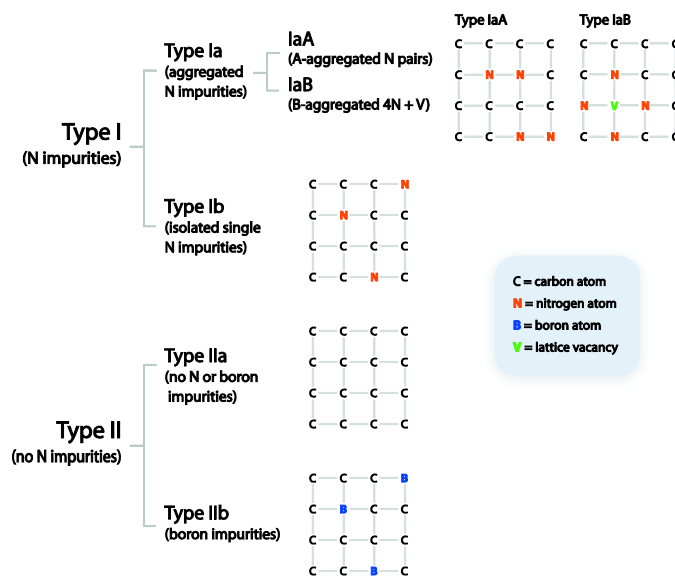 Type IaA
Type IaB
Type Ia
(aggregated
N impurities)
IaA
(A-aggregated N pairs)
IaB
(B-aggregated 4N + V)
C C C C
C N N C
C C C C
C C N N
C C C C
C N C C
N V N C
C N C C
Type I
(N impurities)
Type Ib
(isolated single
N impurities)
C C C N
C N C C
C C C C
C C N C
C = carbon atom
N = nitrogen atom
B = boron atom
V = lattice vacancy
Type IIa
(no N or boron
impurities)
C C C C
C C C C
C C C C
C C C C
Type II
(no N impurities)
Type IIb
(boron impurities)
C C C B
C B C C
C C C C
C C B C